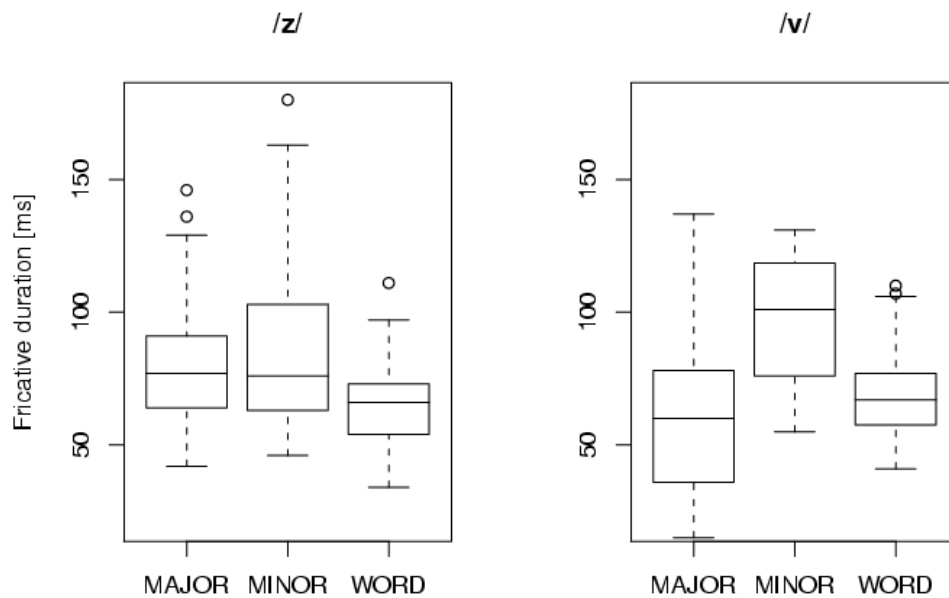 /z/
/v/
Fricative duration [ms]
150
100
50
MAJOR MINOR WORD
150
100
50
MAJOR MINOR WORD